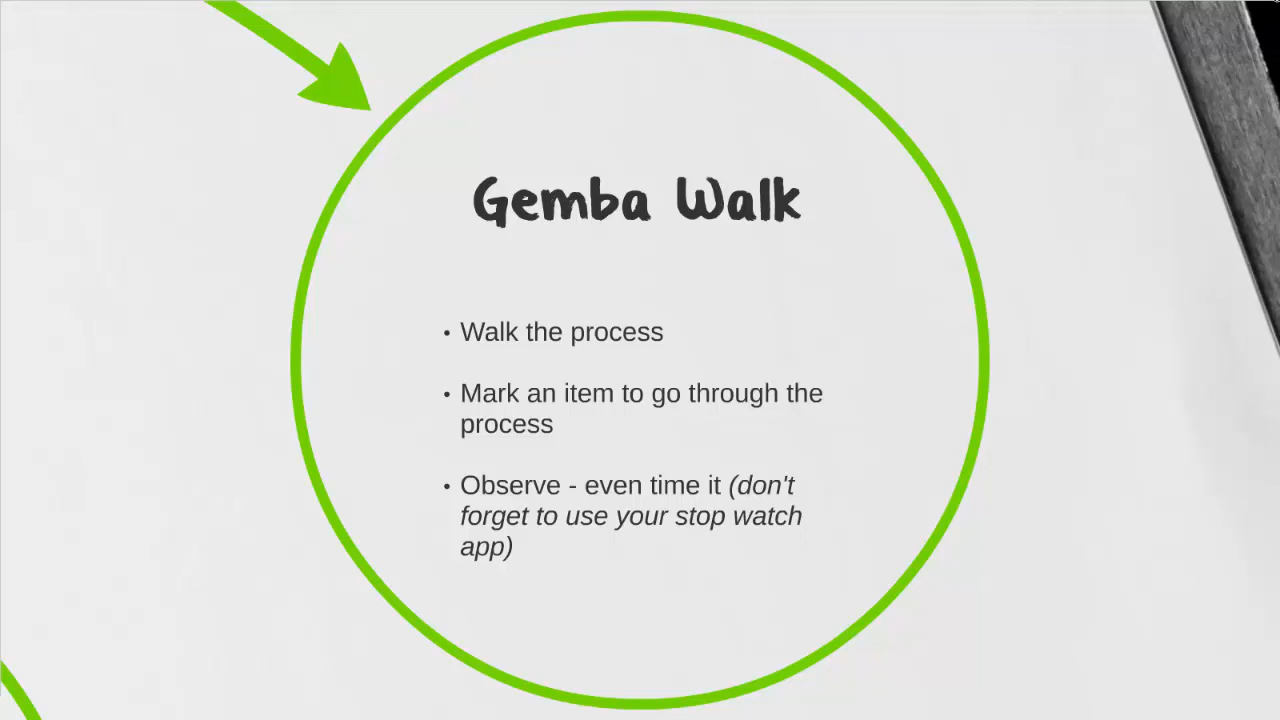 Gemba Walk
• Walk the process
• Mark an item to go through the
process
• Observe - even time it (don't
forget to use your stop watch
app)